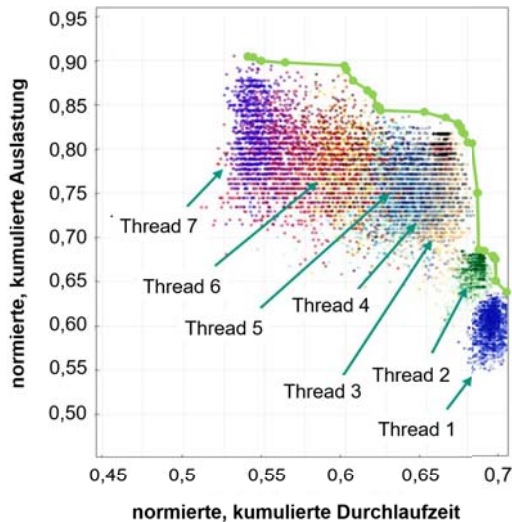 0,95
0,90
0,85
0,80
0,75
0,70
0,65
0,60
0,55
0,50
normierte, kumulierte Auslastung
Thread 7
Thread 6
Thread 5
Thread 4
Thread 3
Thread 2
Thread 1
0,45
0,5
0,55
0,6
0,65
0,7
normierte, kumulierte Durchlaufzeit